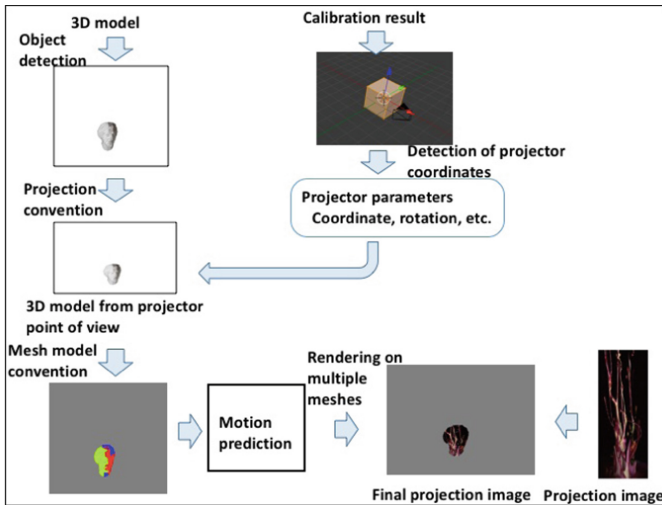 3D model
Object
detection
Projection
convention
3D model from projector
point of view
Mesh model
convention
Calibration result
Detection of projector
coordinates
Projector parameters
Coordinate, rotation, etc.
Motion
prediction
Rendering on
multiple
meshes
Final projection image
Projection image